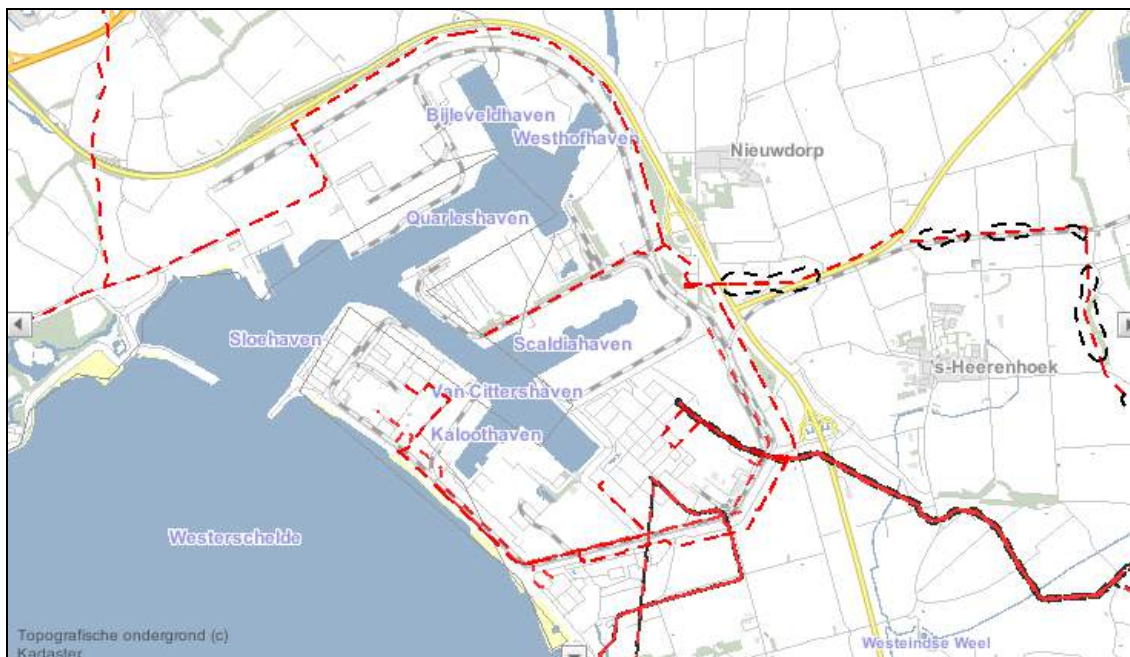 Bijleveldhaven
Westhofhaven
Nieuwdorp
Quarleshaven
Sloehaven
Scaldiahaven
's-Heerenhoek
Van Cittershaven
Kaloothaven
Westerschelde
Topografische ondergrond (c)
Kadaster
Westeindse Weel